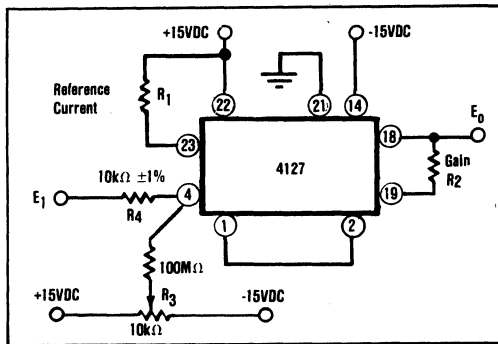 +15VDC
-15VDC
Reference
Current
R1
22
21
14
E0
23
18
4127
Gain
R2
10kΩ ±1%
E1
R4
4
19
1
2
100MΩ
R3
+15VDC
-15VDC
10kΩ